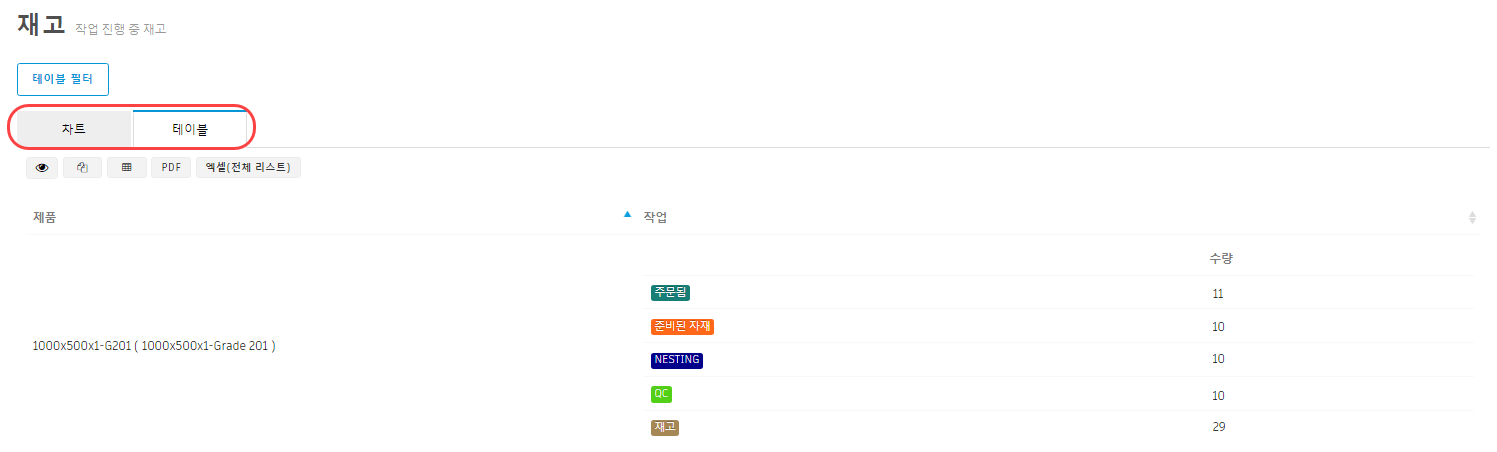 재고 작업 진행 중 재고
테이블 필터
차트 테이블
PDF 엑셀(전체 리스트)
제품 작업
수량
주문됨 11
준비된 자재 10
1000x500x1-G201 ( 1000x500x1-Grade 201 )
NESTING 10
QC 10
재고 29